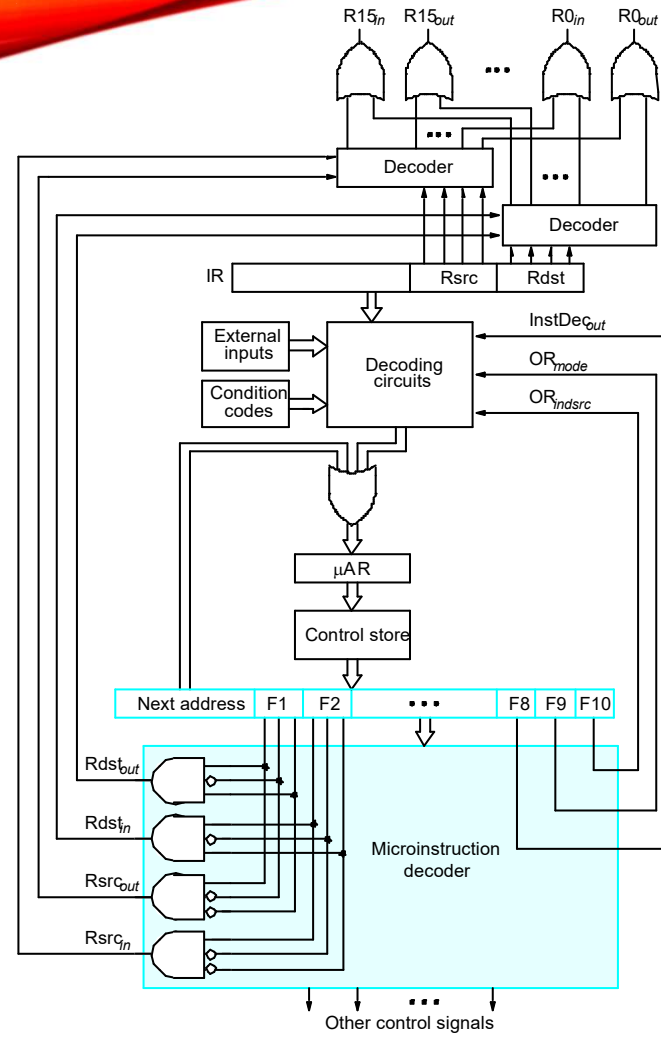 R15in R15out R0in R0out
Decoder
Decoder
IR Rsrc Rdst
InstDecout
External
inputs
Decoding
circuits
ORmode
Condition
codes
ORindsrc
μAR
Control store
Next address F1 F2 F8 F9 F10
Rdstout
Rdstin
Microinstruction
decoder
Rsrcout
Rsrcin
Other control signals